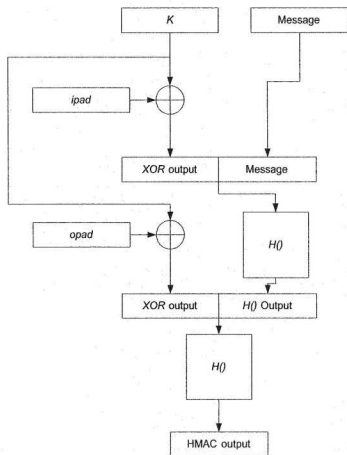 K
Message
ipad
XOR output
Message
opad
H()
XOR output
H() Output
H()
HMAC output